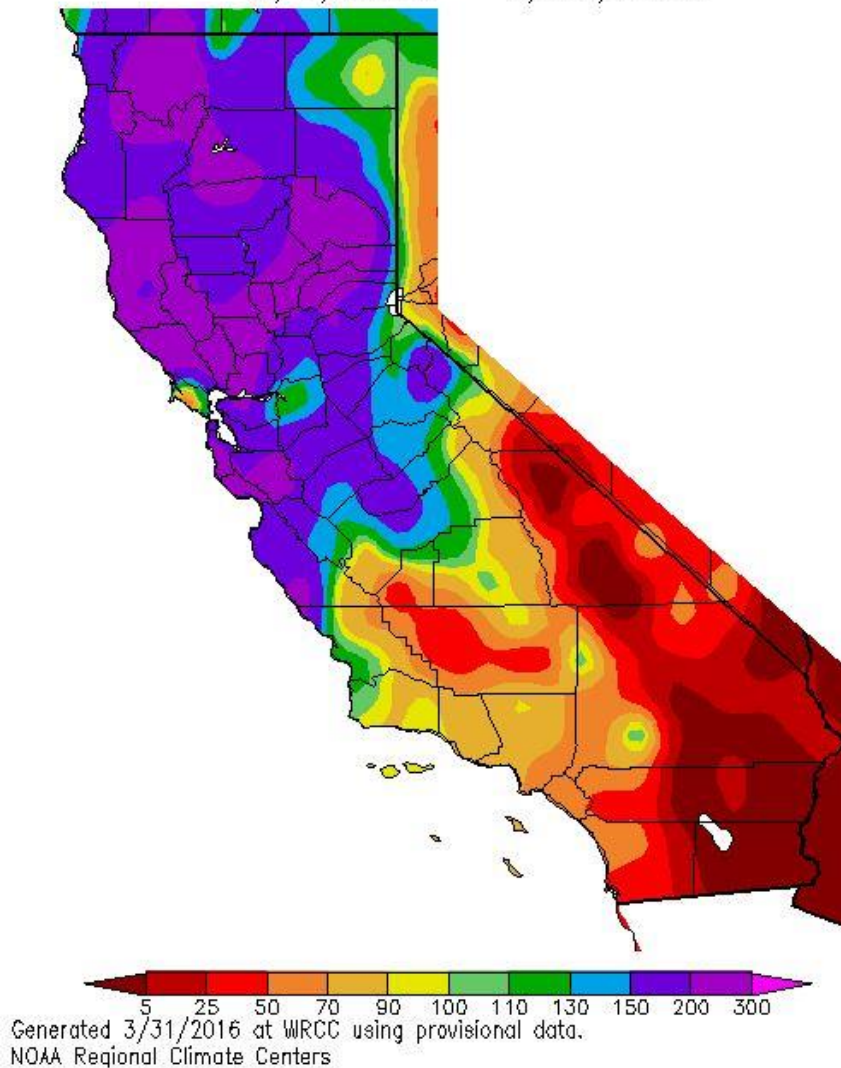 5 25 50 70 90 100 110 130 150 200 300
Generated 3/31/2016 at WRCC using provisional data.
NOAA Regional Climate Centers